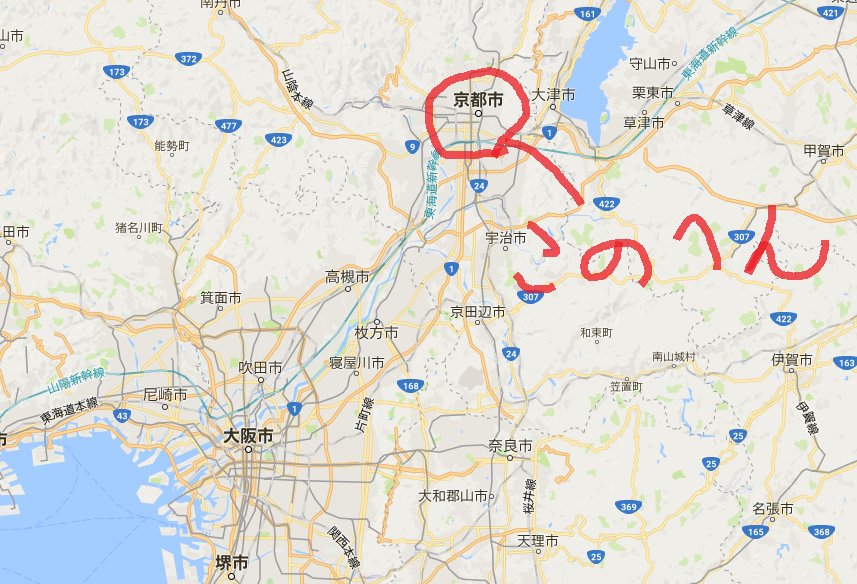 南丹市
161
421
山市
372
173
守山市
東海道新幹線
山陰本線
京都市
大津市
栗東市
173
477
草津市
草津線
423
1
能勢町
9
甲賀市
東海道新幹線
24
422
猪名川町
田市
宇治市
307
このへん
1
高槻市
307
箕面市
京田辺市
422
枚方市
和東町
24
南山城村
伊賀市
163
吹田市
寝屋川市
山陽新幹線
168
笠置町
尼崎市
東海道本線
43
1
片町線
伊賀線
大阪市
市
25
奈良市
25
大和郡山市
桜井線
369
名張市
165
368
関西本線
天理市
25
堺市